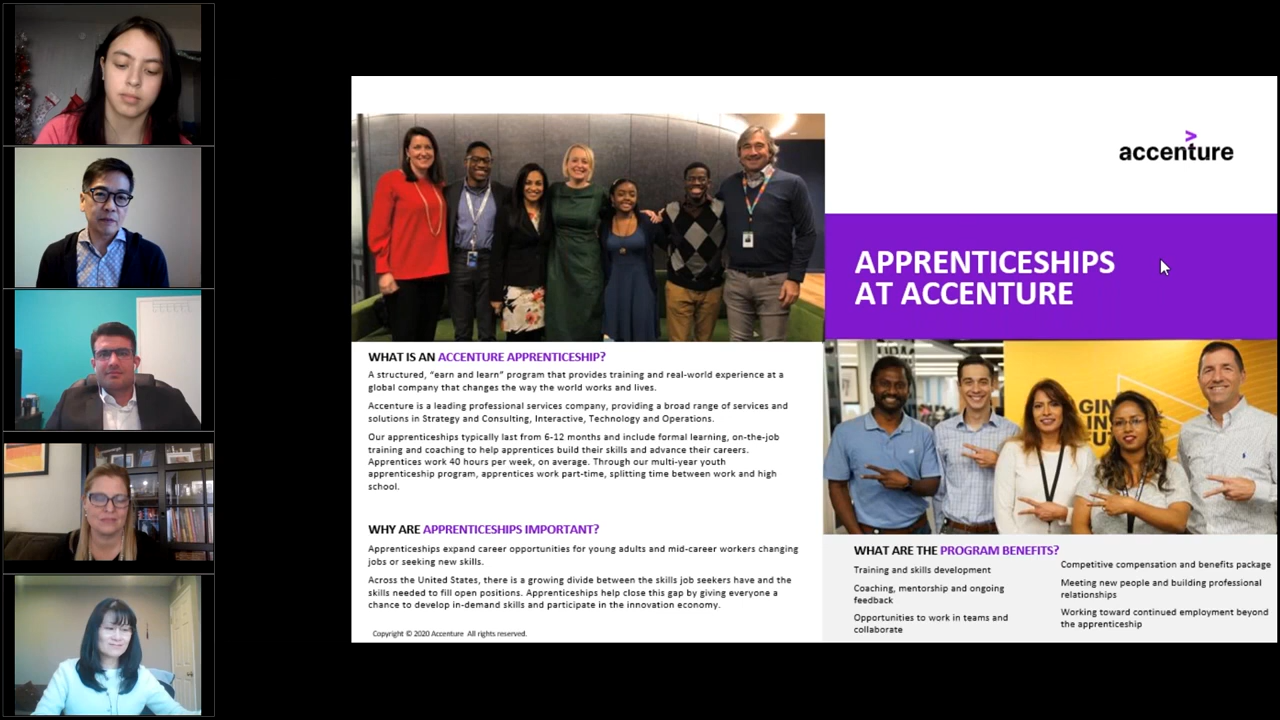 >
accenture
APPRENTICESHIPS
AT ACCENTURE
WHAT IS AN ACCENTURE APPRENTICESHIP?
A structured, “earn and learn” program that provides training and real-world experience at a
global company that changes the way the world works and lives.
Accenture is a leading professional services company, providing a broad range of services and
solutions in Strategy and Consulting, Interactive, Technology and Operations.
Our apprenticeships typically last from 6-12 months and include formal learning, on-the-job
training and coaching to help apprentices build their skills and advance their careers.
Apprentices work 40 hours per week, on average. Through our multi-year youth
apprenticeship program, apprentices work part-time, splitting time between work and high
school.
WHY ARE APPRENTICESHIPS IMPORTANT?
Apprenticeships expand career opportunities for young adults and mid-career workers changing
jobs or seeking new skills.
Across the United States, there is a growing divide between the skills job seekers have and the
skills needed to fill open positions. Apprenticeships help close this gap by giving everyone a
chance to develop in-demand skills and participate in the innovation economy.
Copyright © 2020 Accenture All rights reserved.
WHAT ARE THE PROGRAM BENEFITS?
Training and skills development
Coaching, mentorship and ongoing
feedback
Opportunities to work in teams and
collaborate
Competitive compensation and benefits package
Meeting new people and building professional
relationships
Working toward continued employment beyond
the apprenticeship